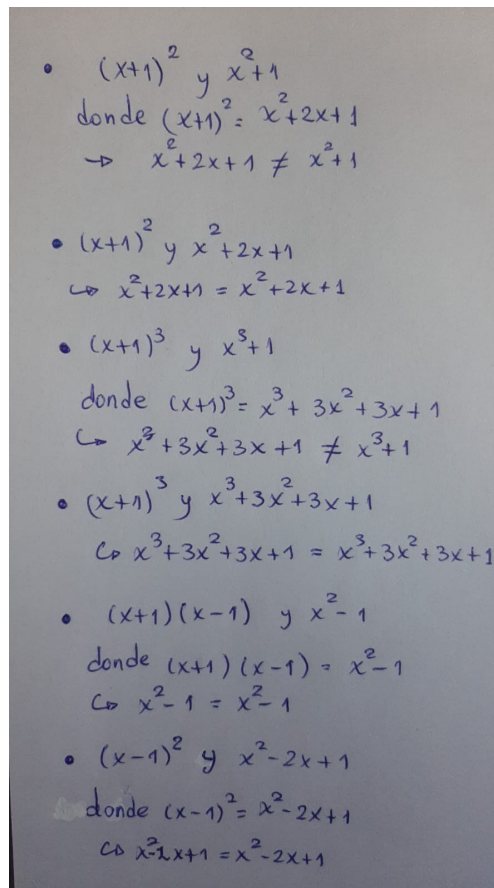 • (x+1)² y x²+1
donde (x+1)² = x²+2x+1
→ x²+2x+1 ≠ x²+1
• (x+1)² y x²+2x+1
↪ x²+2x+1 = x²+2x+1
• (x+1)³ y x³+1
donde (x+1)³ = x³ + 3x²+3x+1
↪ x³+3x²+3x+1 ≠ x³+1
• (x+1)³ y x³+3x²+3x+1
↪ x³+3x²+3x+1 = x³+3x²+3x+1
• (x+1)(x-1) y x²-1
donde (x+1)(x-1) = x²-1
↪ x²-1 = x²-1
• (x-1)² y x²-2x+1
donde (x-1)² = x²-2x+1
↪ x²-2x+1 = x²-2x+1